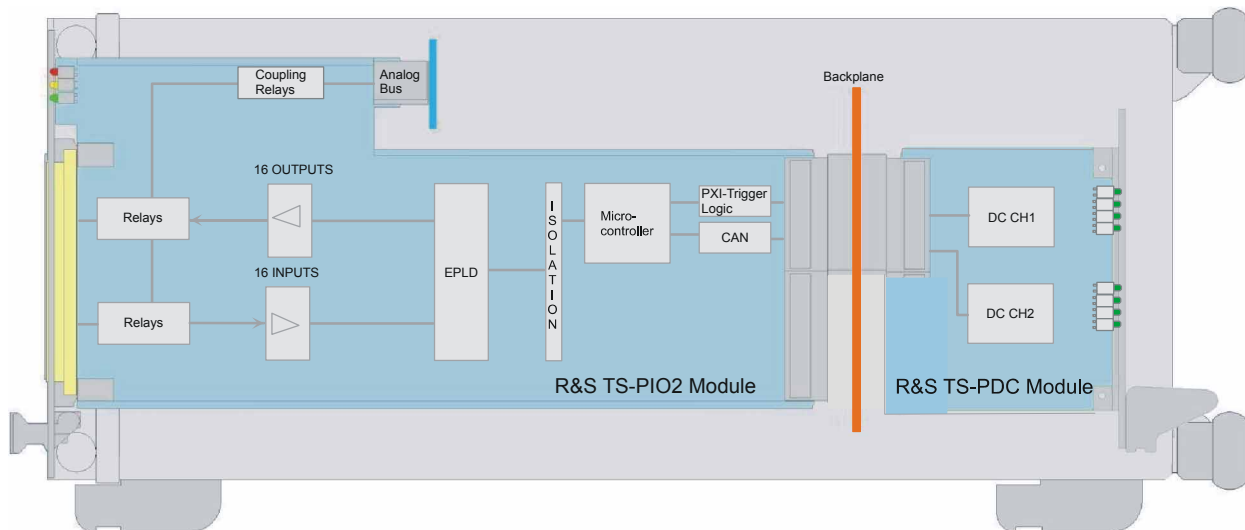 Coupling
Relays
Analog
Bus
Backplane
16 OUTPUTS
Relays
16 INPUTS
Relays
EPLD
ISOLATION
Micro-
controller
PXI-Trigger
Logic
CAN
DC CH1
DC CH2
R&S TS-PIO2 Module
R&S TS-PDC Module